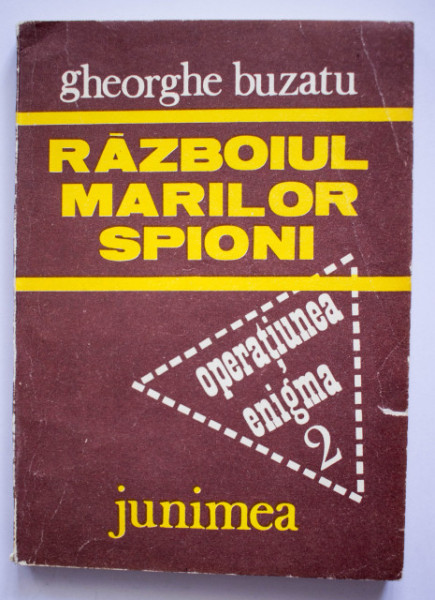 gheorghe buzatu
RĂZBOIUL
MARILOR
SPIONI
operațiunea
enigma
2
junimea